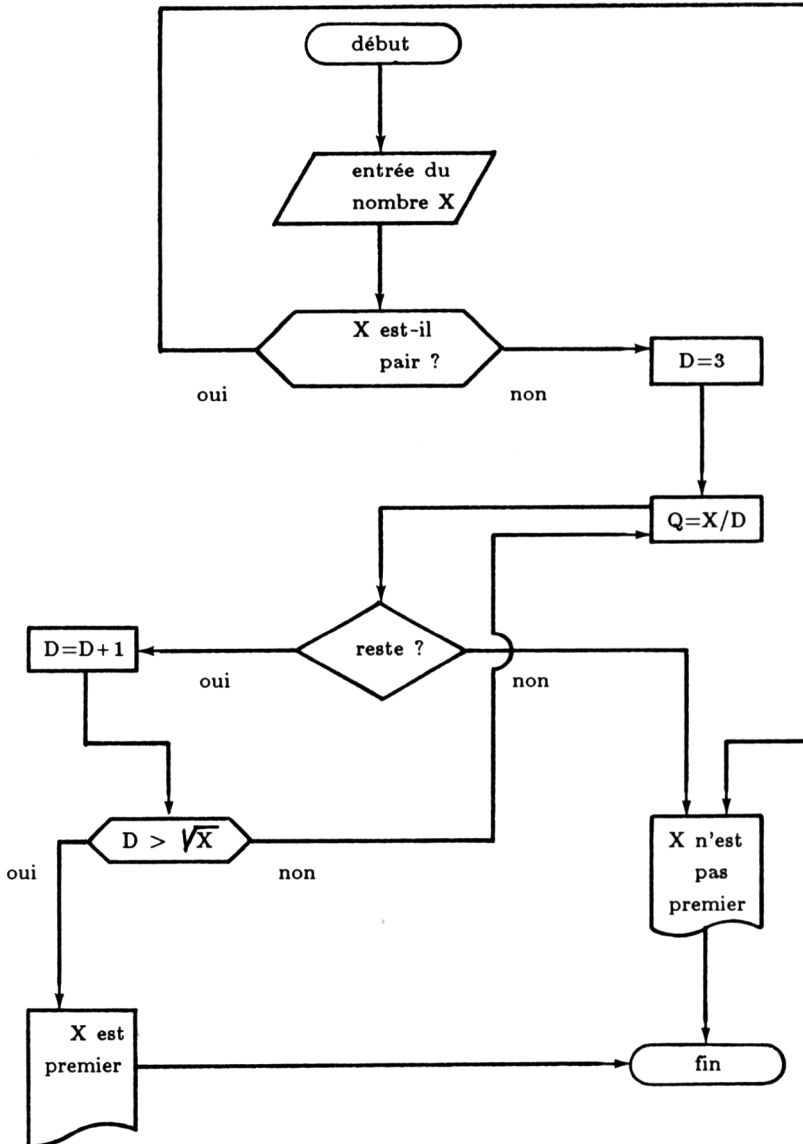 début
entrée du
nombre X
X est-il
pair ?
oui
non
D=3
Q=X/D
D=D+1
reste ?
oui
non
D > √X
oui
non
X n'est
pas
premier
X est
premier
fin